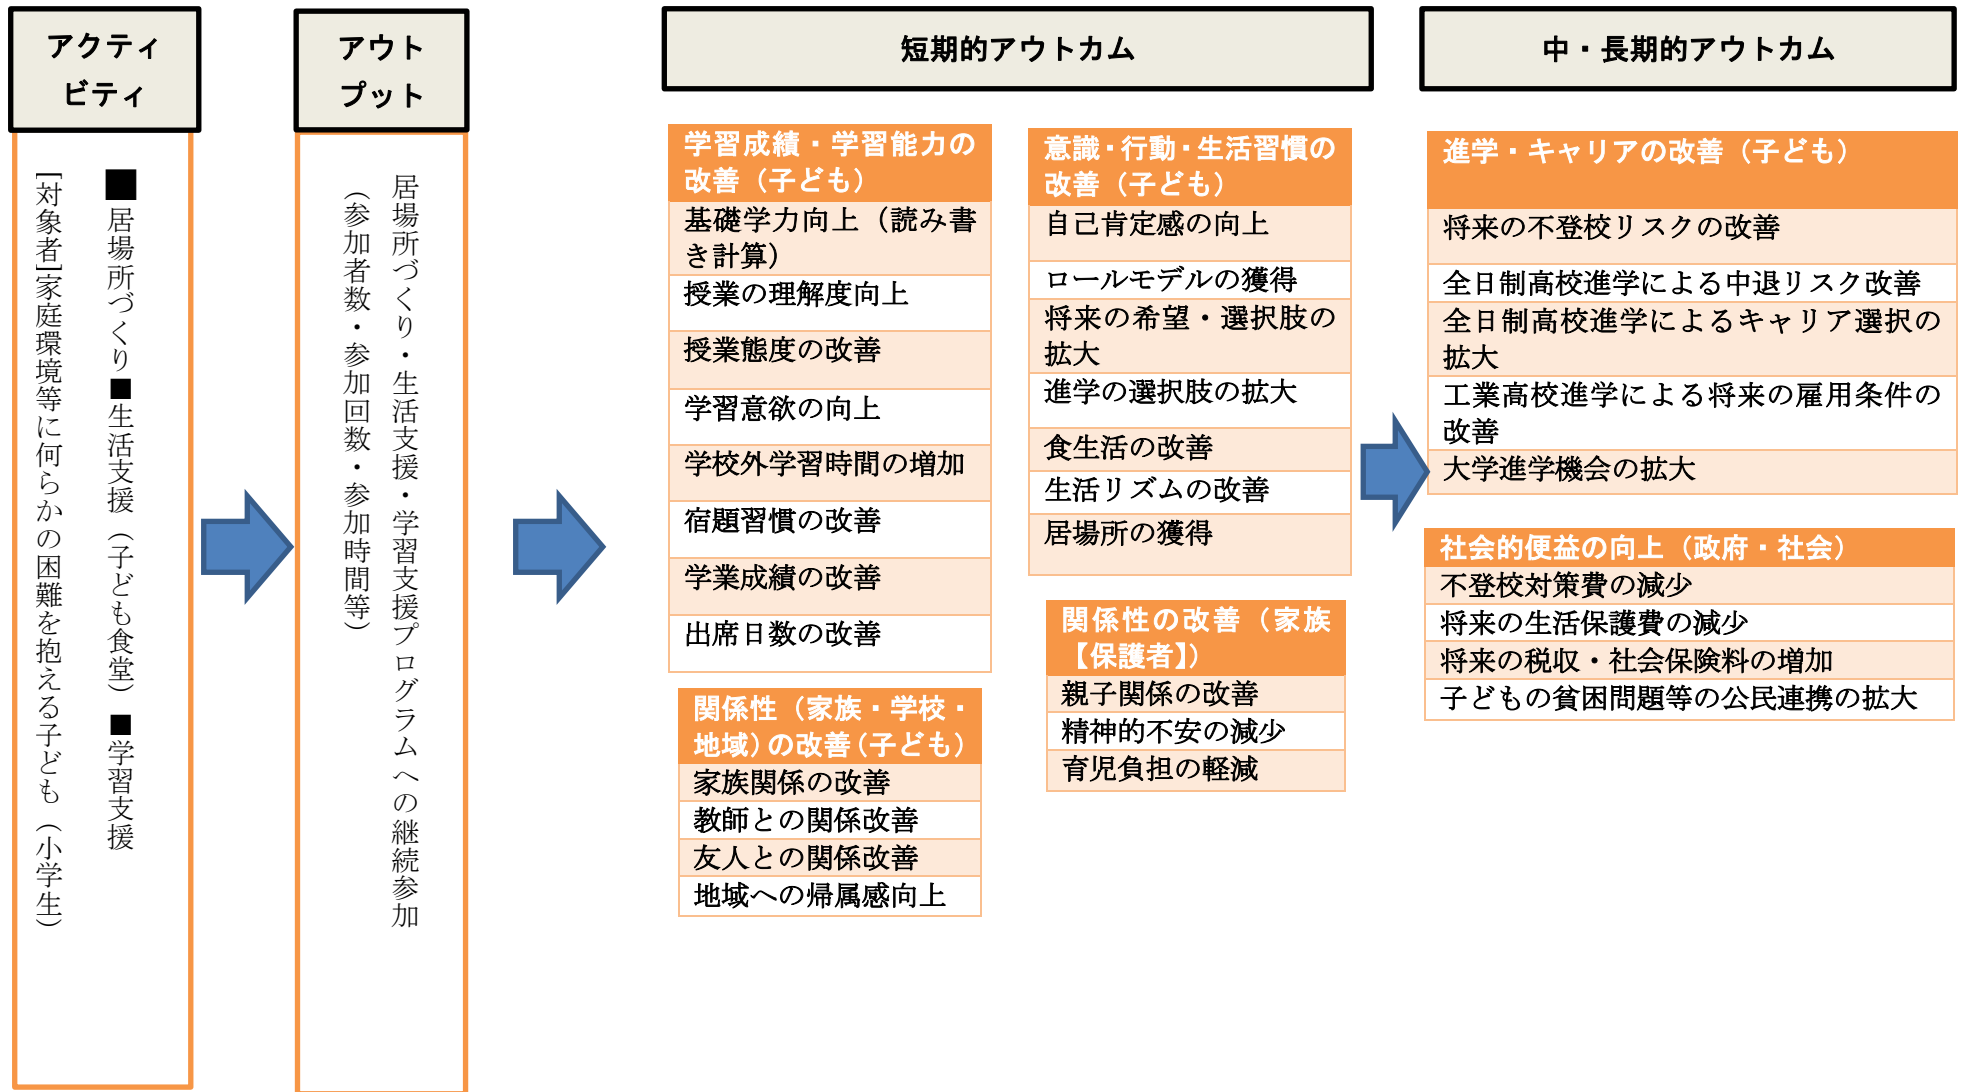 アクティ
ビティ
■居場所づくり■生活支援（子ども食堂）■学習支援
[対象者]家庭環境等に何らかの困難を抱える子ども（小学生）
アウト
プット
居場所づくり・生活支援・学習支援プログラムへの継続参加
（参加者数・参加回数・参加時間等）
短期的アウトカム
学習成績・学習能力の
改善（子ども）
基礎学力向上（読み書
き計算）
授業の理解度向上
授業態度の改善
学習意欲の向上
学校外学習時間の増加
宿題習慣の改善
学業成績の改善
出席日数の改善
関係性（家族・学校・
地域）の改善（子ども）
家族関係の改善
教師との関係改善
友人との関係改善
地域への帰属感向上
意識・行動・生活習慣の
改善（子ども）
自己肯定感の向上
ロールモデルの獲得
将来の希望・選択肢の
拡大
進学の選択肢の拡大
食生活の改善
生活リズムの改善
居場所の獲得
関係性の改善（家族
【保護者】）
親子関係の改善
精神的不安の減少
育児負担の軽減
中・長期的アウトカム
進学・キャリアの改善（子ども）
将来の不登校リスクの改善
全日制高校進学による中退リスク改善
全日制高校進学によるキャリア選択の
拡大
工業高校進学による将来の雇用条件の
改善
大学進学機会の拡大
社会的便益の向上（政府・社会）
不登校対策費の減少
将来の生活保護費の減少
将来の税収・社会保険料の増加
子どもの貧困問題等の公民連携の拡大